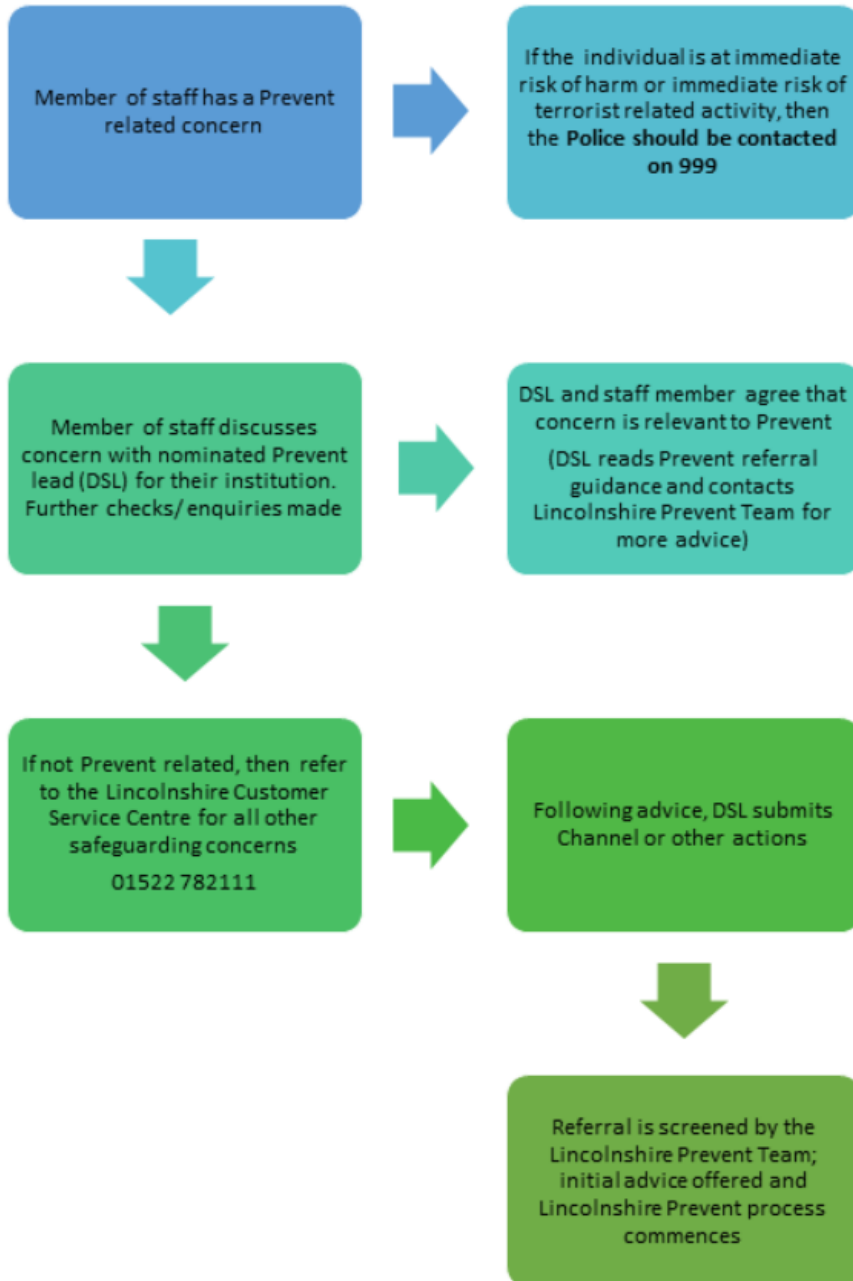 Member of staff has a Prevent
related concern
If the individual is at immediate
risk of harm or immediate risk of
terrorist related activity, then
the Police should be contacted
on 999
Member of staff discusses
concern with nominated Prevent
lead (DSL) for their institution.
Further checks/ enquiries made
DSL and staff member agree that
concern is relevant to Prevent
(DSL reads Prevent referral
guidance and contacts
Lincolnshire Prevent Team for
more advice)
If not Prevent related, then refer
to the Lincolnshire Customer
Service Centre for all other
safeguarding concerns
01522 782111
Following advice, DSL submits
Channel or other actions
Referral is screened by the
Lincolnshire Prevent Team;
initial advice offered and
Lincolnshire Prevent process
commences